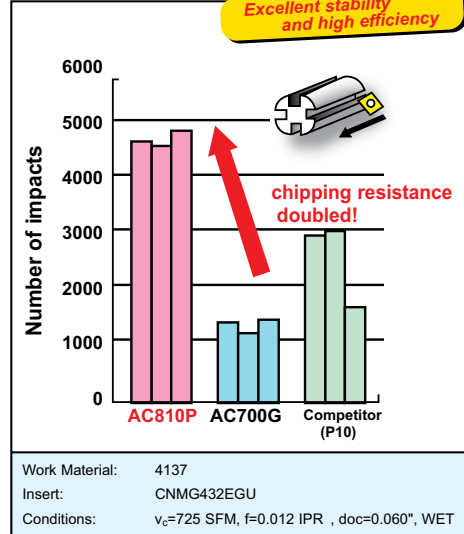 Excellent stability
and high efficiency
6000
5000
4000
3000
2000
1000
0
Number of impacts
chipping resistance
doubled!
AC810P AC700G Competitor
(P10)
Work Material: 4137
Insert: CNMG432EGU
Conditions: vc=725 SFM, f=0.012 IPR , doc=0.060", WET